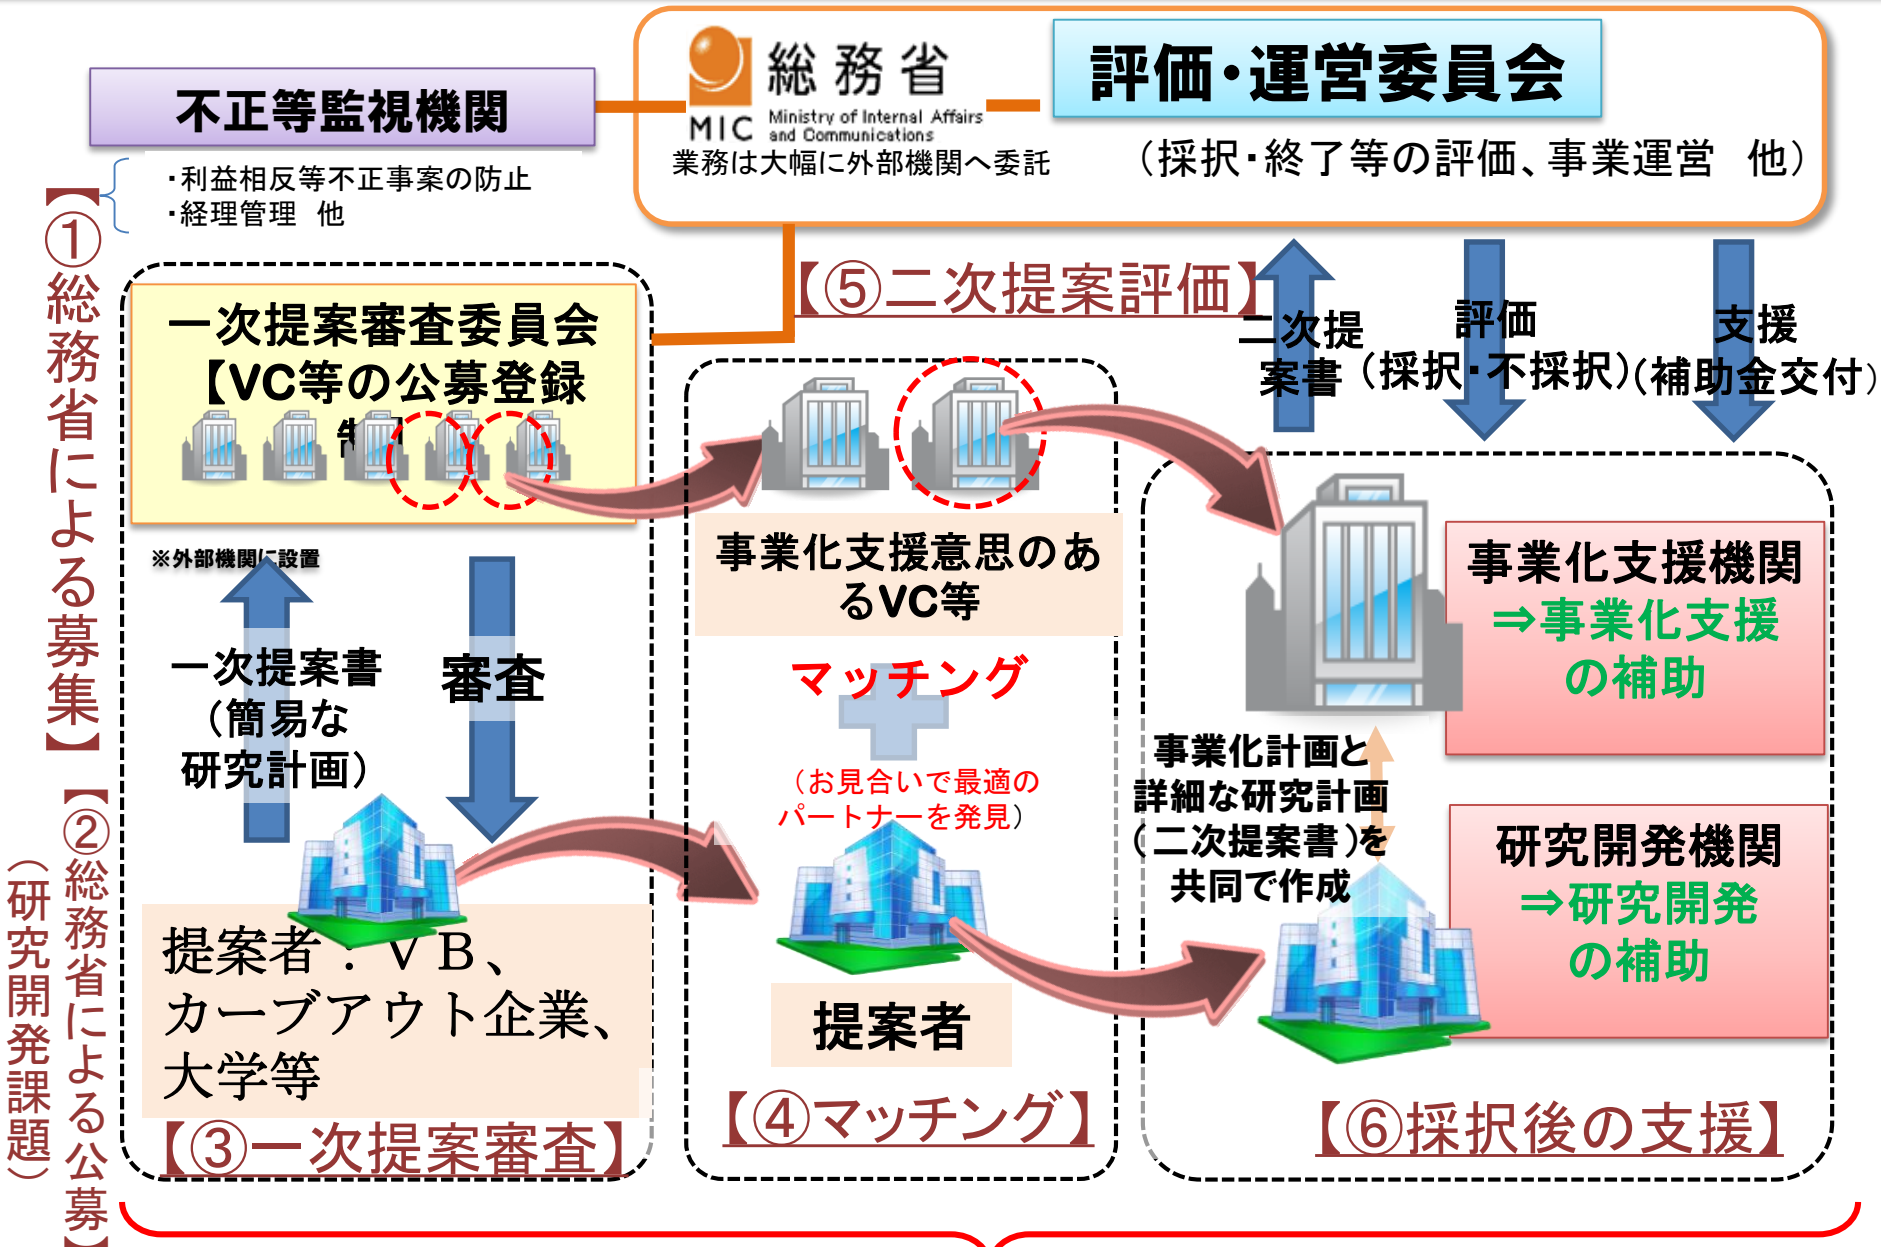 不正等監視機関
・利益相反等不正事案の防止
・経理管理　他
総務省
MIC
Ministry of Internal Affairs
and Communications
業務は大幅に外部機関へ委託
評価・運営委員会
（採択・終了等の評価、事業運営　他）
【①総務省による募集】
【②総務省による公募】
（研究開発課題）
一次提案審査委員会
【VC等の公募登録
※外部機関に設置
一次提案書
（簡易な
研究計画）
審査
提案者：ＶＢ、
カーブアウト企業、
大学等
【③一次提案審査】
【⑤二次提案評価】
事業化支援意思のあ
るVC等
マッチング
（お見合いで最適の
パートナーを発見）
提案者
【④マッチング】
二次提
案書
評価
（採択・不採択）
支援
（補助金交付）
事業化支援機関
⇒事業化支援
の補助
事業化計画と
詳細な研究計画
（二次提案書）を
共同で作成
研究開発機関
⇒研究開発
の補助
【⑥採択後の支援】